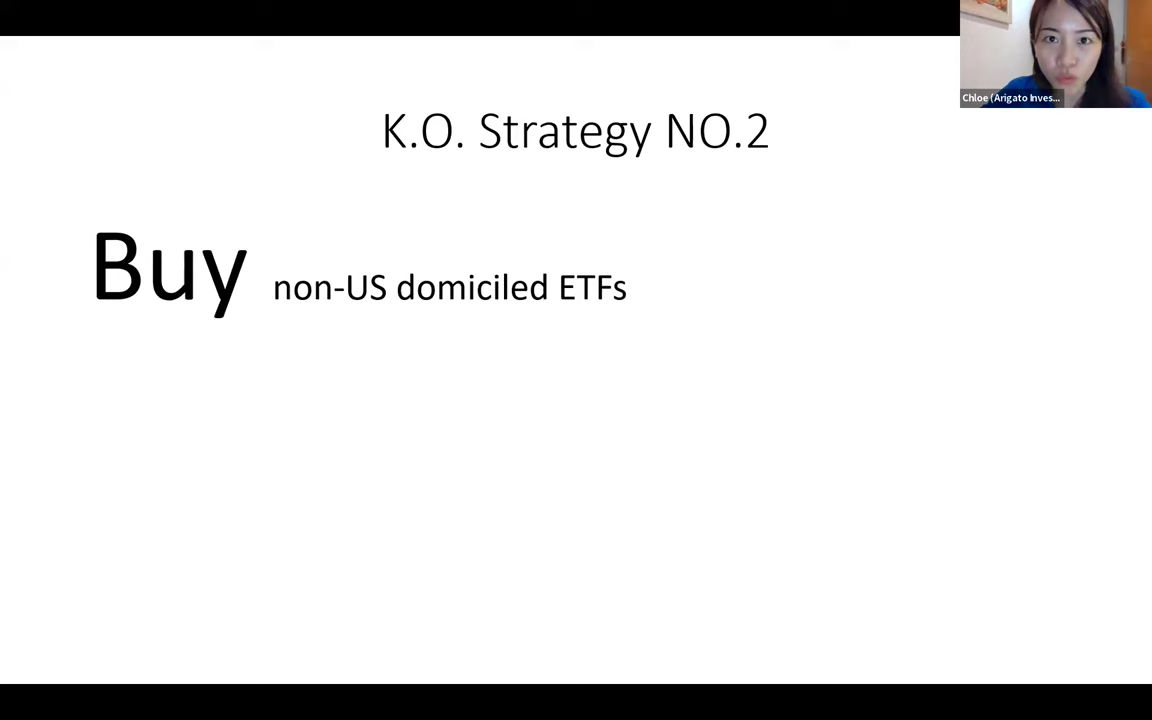 Chloe (Arigato Inves...
K.O. Strategy NO.2
Buy non-US domiciled ETFs